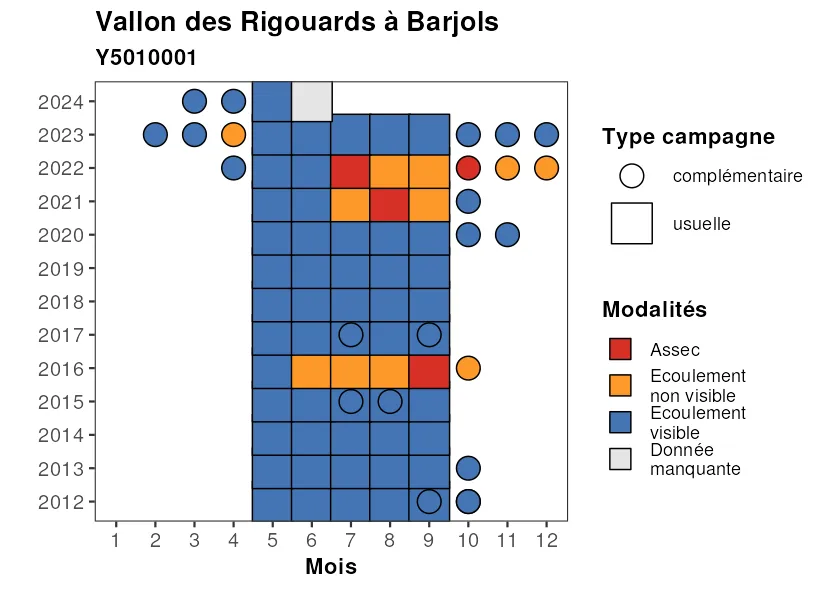 Vallon des Rigouards à Barjols
Y5010001
2024
2023
2022
2021
2020
2019
2018
2017
2016
2015
2014
2013
2012
1 2 3 4 5 6 7 8 9 10 11 12
Mois
Type campagne
complémentaire
usuelle
Modalités
Assec
Ecoulement
non visible
Ecoulement
visible
Donnée
manquante